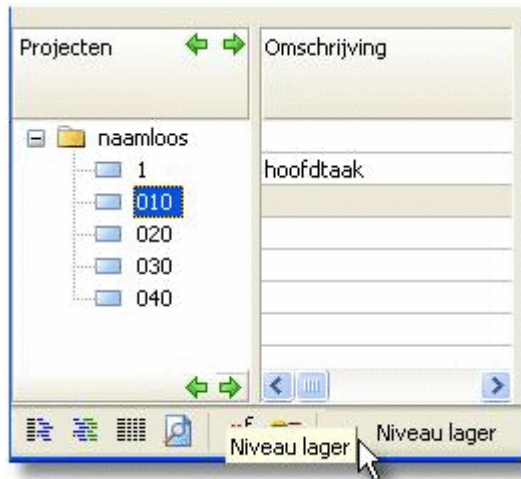 Projecten
Omschrijving
naamloos
1
hoofdtaak
010
020
030
040
Niveau lager
Niveau lager